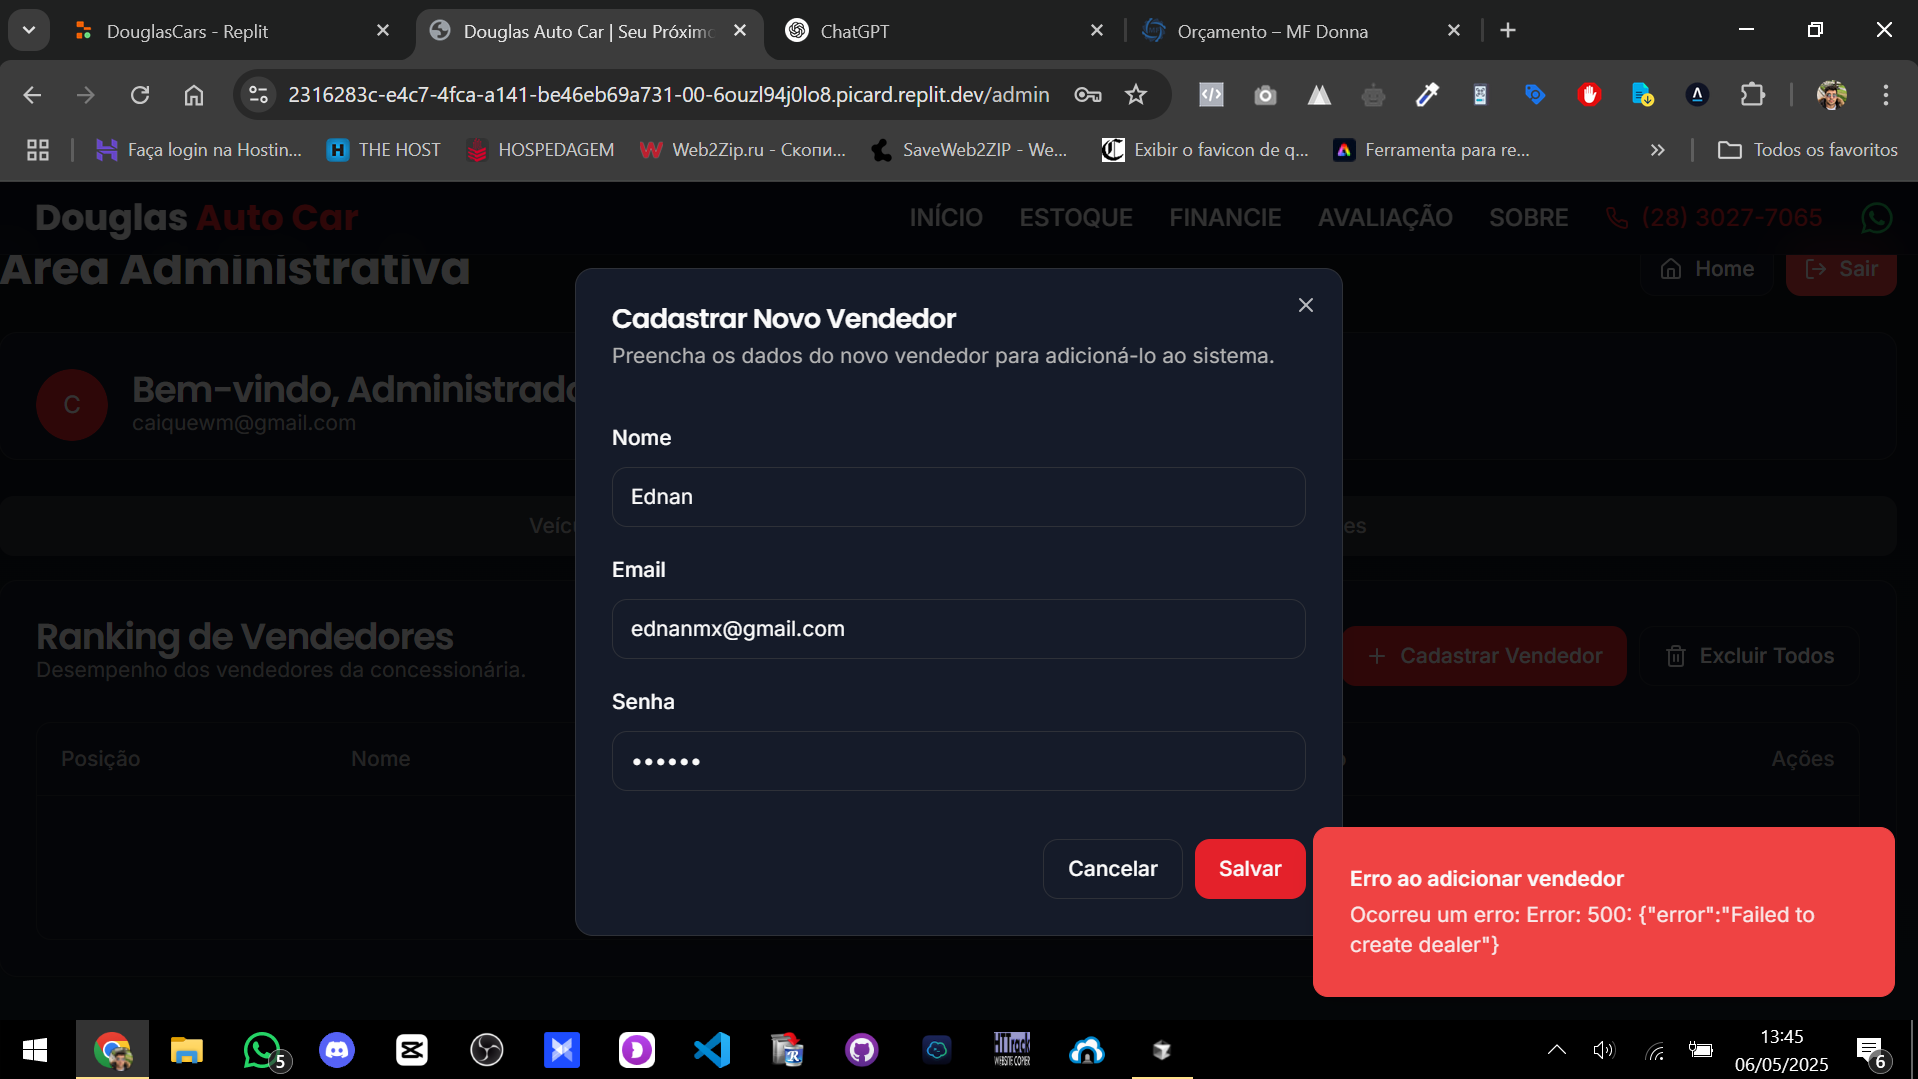 DouglasCars - Replit
Douglas Auto Car | Seu Próximo
ChatGPT
Orçamento – MF Donna
2316283c-e4c7-4fca-a141-be46eb69a731-00-6ouzl94j0lo8.picard.replit.dev/admin
Faça login na Hostin...
THE HOST
HOSPEDAGEM
Web2Zip.ru - Скопи...
SaveWeb2ZIP - We...
Exibir o favicon de q...
Ferramenta para re...
Todos os favoritos
Douglas Auto Car
INÍCIO
ESTOQUE
FINANCIE
AVALIAÇÃO
SOBRE
(28) 3027-7065
Área Administrativa
Home
Sair
C
Bem-vindo, Administrado
caiquewm@gmail.com
Cadastrar Novo Vendedor
Preencha os dados do novo vendedor para adicioná-lo ao sistema.
Nome
Ednan
Email
ednanmx@gmail.com
Senha
••••••
Cancelar
Salvar
Veícu
es
Ranking de Vendedores
Desempenho dos vendedores da concessionária.
Cadastrar Vendedor
Excluir Todos
Posição
Nome
Ações
Erro ao adicionar vendedor
Ocorreu um erro: Error: 500: {"error":"Failed to
create dealer"}
5
13:45
06/05/2025
6